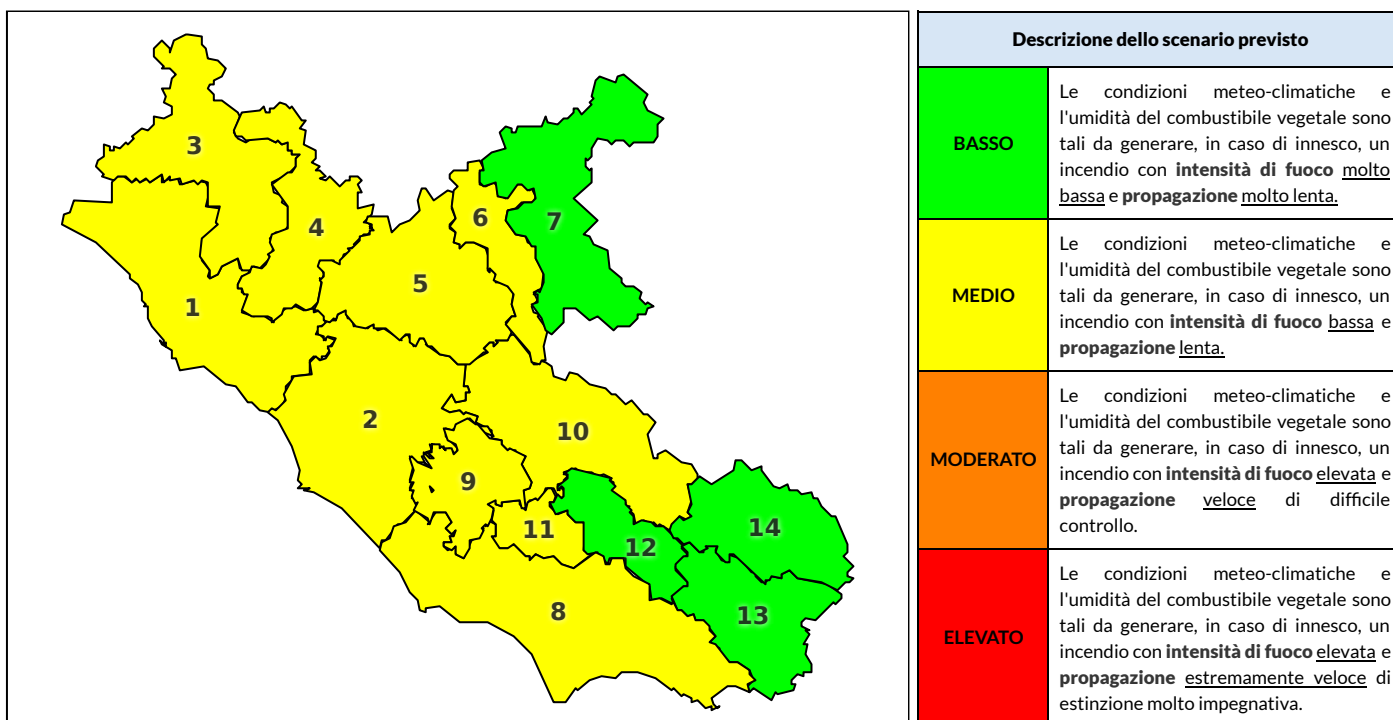 3
4
6
7
5
1
2
10
9
11
12
14
8
13
Descrizione dello scenario previsto
BASSO
Le condizioni meteo-climatiche e
l'umidità del combustibile vegetale sono
tali da generare, in caso di innesco, un
incendio con intensità di fuoco molto
bassa e propagazione molto lenta.
MEDIO
Le condizioni meteo-climatiche e
l'umidità del combustibile vegetale sono
tali da generare, in caso di innesco, un
incendio con intensità di fuoco bassa e
propagazione lenta.
MODERATO
Le condizioni meteo-climatiche e
l'umidità del combustibile vegetale sono
tali da generare, in caso di innesco, un
incendio con intensità di fuoco elevata e
propagazione veloce di difficile
controllo.
ELEVATO
Le condizioni meteo-climatiche e
l'umidità del combustibile vegetale sono
tali da generare, in caso di innesco, un
incendio con intensità di fuoco elevata e
propagazione estremamente veloce di
estinzione molto impegnativa.